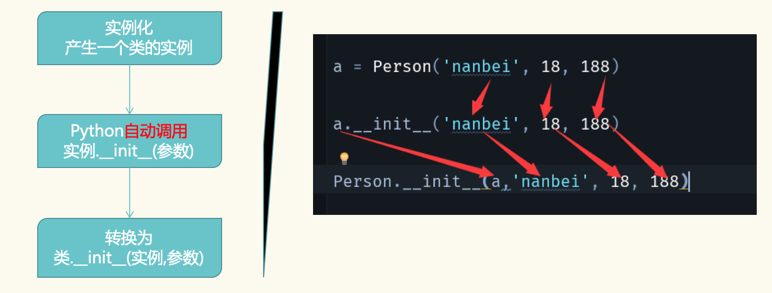 实例化
产生一个类的实例
Python自动调用
实例.__init__(参数)
转换为
类.__init__(实例,参数)
a = Person('nanbei', 18, 188)
a.__init__('nanbei', 18, 188)
Person.__init__(a,'nanbei', 18, 188)